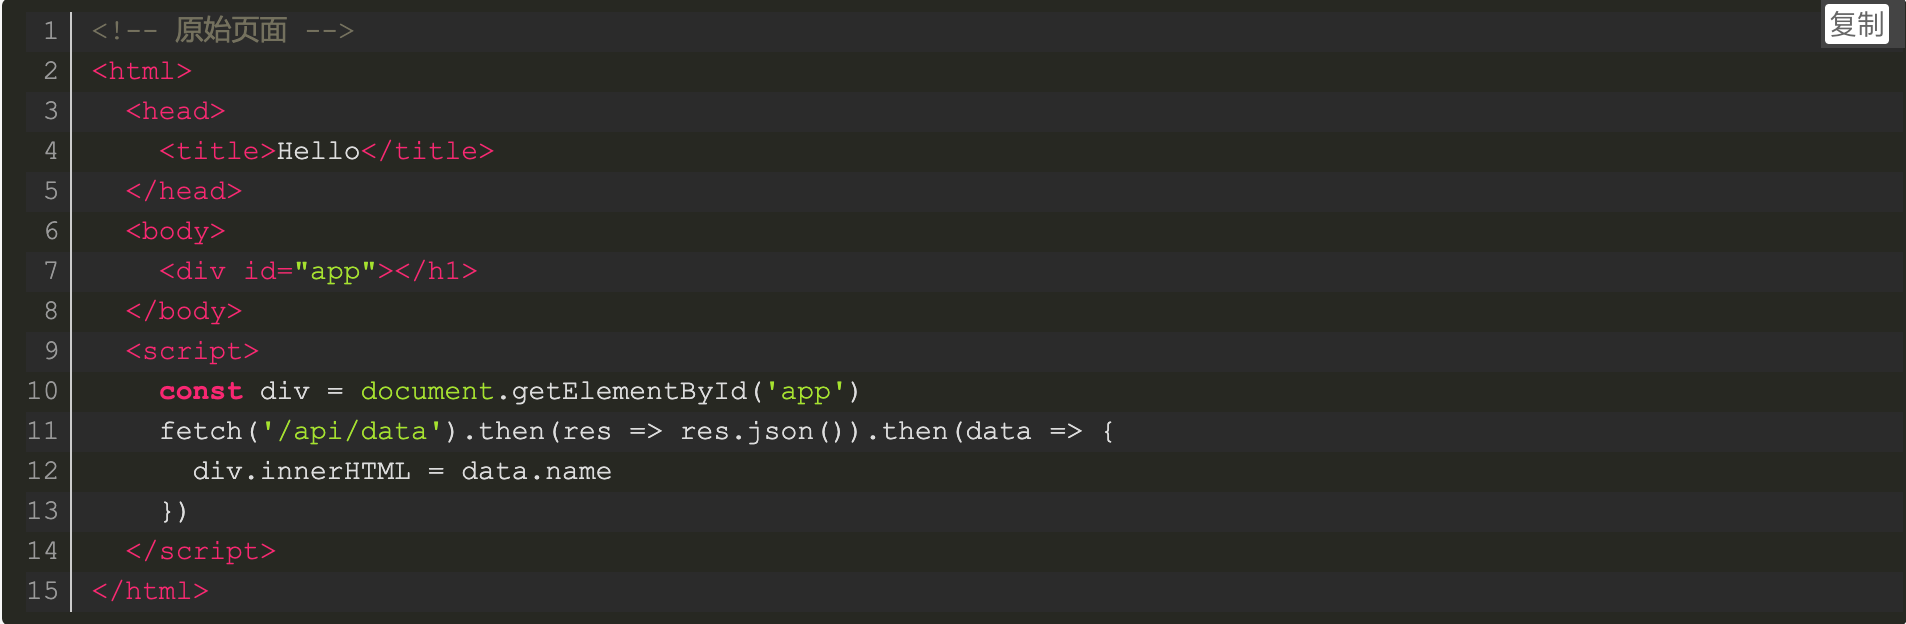 复制
1 <!-- 原始页面 -->
2 <html>
3   <head>
4     <title>Hello</title>
5   </head>
6   <body>
7     <div id="app"></h1>
8   </body>
9   <script>
10     const div = document.getElementById('app')
11     fetch('/api/data').then(res => res.json()).then(data => {
12       div.innerHTML = data.name
13     })
14   </script>
15 </html>